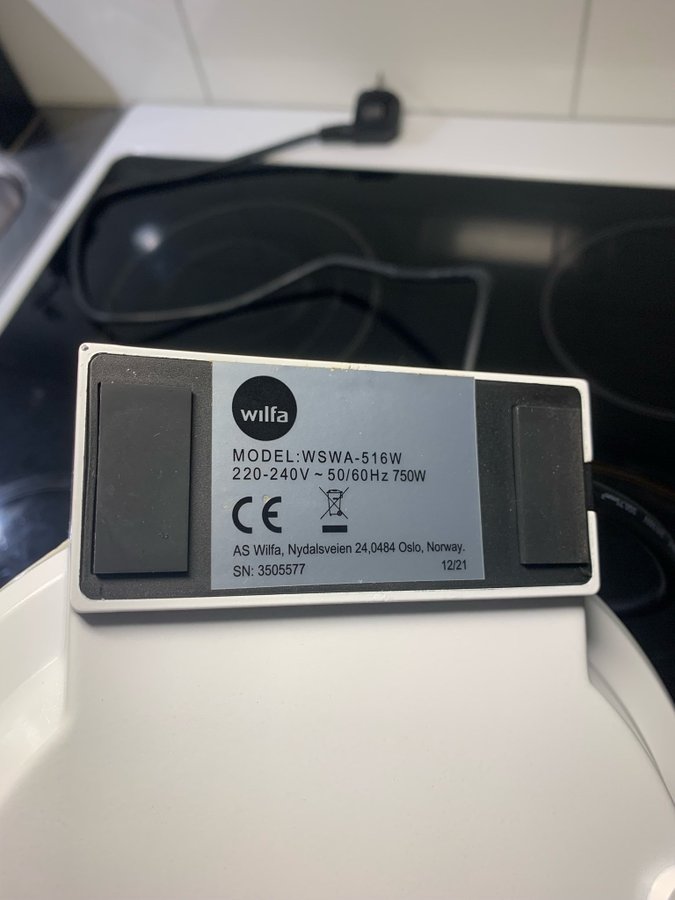 wilfa
MODEL:WSWA-516W
220-240V ~ 50/60Hz 750W
CE
AS Wilfa, Nydalsveien 24,0484 Oslo, Norway.
SN: 3505577 12/21